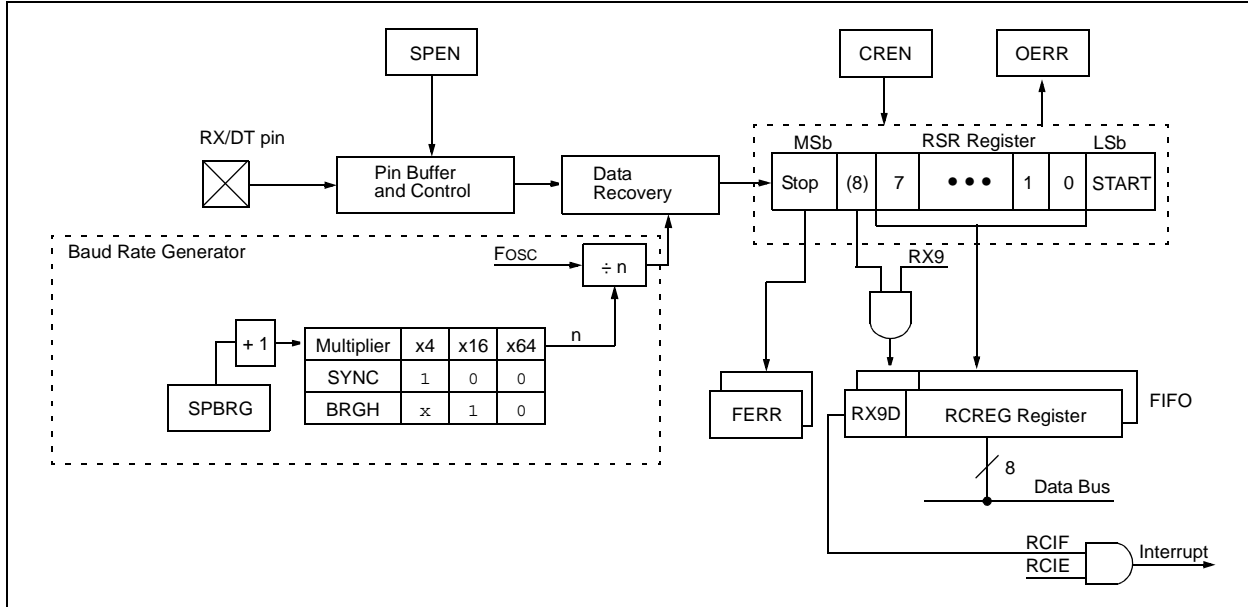 SPEN
CREN
OERR
RX/DT pin
Pin Buffer
and Control
Data
Recovery
MSb
RSR Register
LSb
Stop (8) 7 ••• 1 0 START
Baud Rate Generator
FOSC
÷ n
RX9
n
+ 1
Multiplier x4 x16 x64
SYNC 1 0 0
BRGH x 1 0
SPBRG
FERR
RX9D
RCREG Register
FIFO
8
Data Bus
RCIF
RCIE
Interrupt